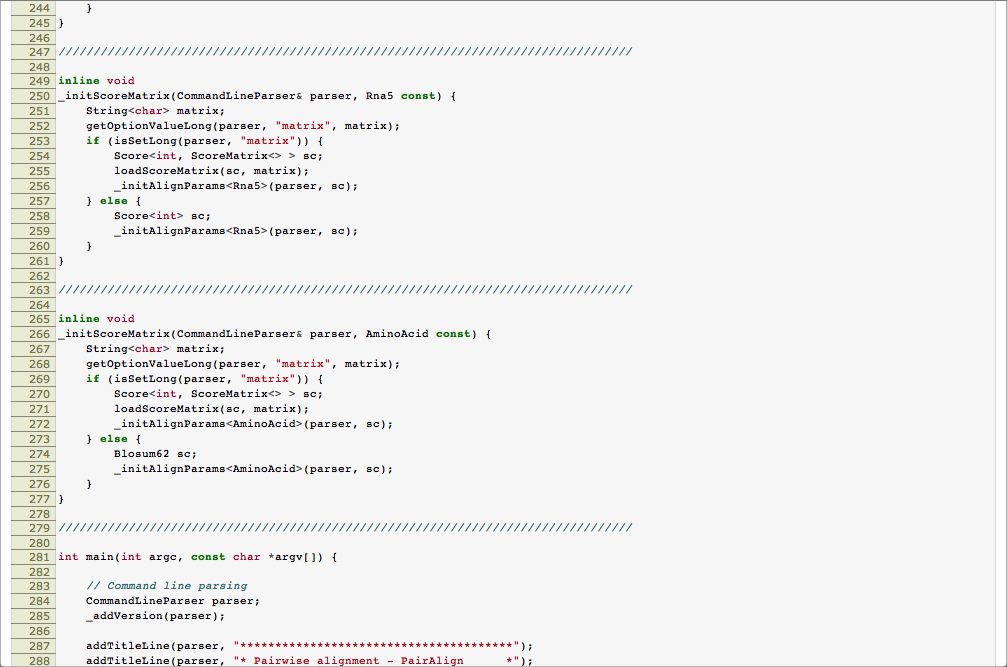 244     }
245 }
246
247 //////////////////////////////////////////////////////////////////////////////////
248
249 inline void
250 _initScoreMatrix(CommandLineParser& parser, Rna5 const) {
251     String<char> matrix;
252     getOptionValueLong(parser, "matrix", matrix);
253     if (isSetLong(parser, "matrix")) {
254         Score<int, ScoreMatrix<> > sc;
255         loadScoreMatrix(sc, matrix);
256         _initAlignParams<Rna5>(parser, sc);
257     } else {
258         Score<int> sc;
259         _initAlignParams<Rna5>(parser, sc);
260     }
261 }
262
263 //////////////////////////////////////////////////////////////////////////////////
264
265 inline void
266 _initScoreMatrix(CommandLineParser& parser, AminoAcid const) {
267     String<char> matrix;
268     getOptionValueLong(parser, "matrix", matrix);
269     if (isSetLong(parser, "matrix")) {
270         Score<int, ScoreMatrix<> > sc;
271         loadScoreMatrix(sc, matrix);
272         _initAlignParams<AminoAcid>(parser, sc);
273     } else {
274         Blosum62 sc;
275         _initAlignParams<AminoAcid>(parser, sc);
276     }
277 }
278
279 //////////////////////////////////////////////////////////////////////////////////
280
281 int main(int argc, const char *argv[]) {
282
283     // Command line parsing
284     CommandLineParser parser;
285     _addVersion(parser);
286
287     addTitleLine(parser, "***************************************");
288     addTitleLine(parser, "* Pairwise alignment - PairAlign      *");